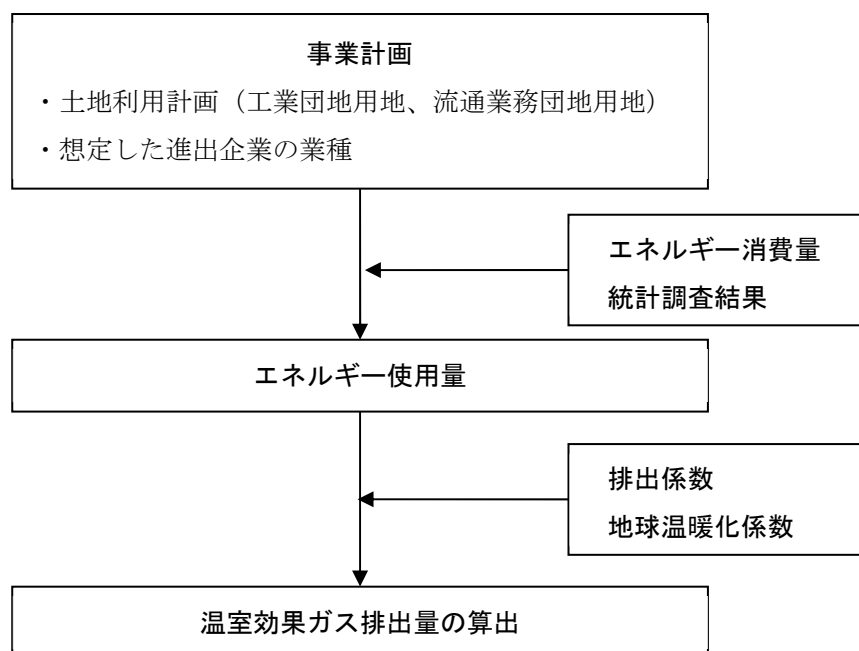 事業計画
・土地利用計画（工業団地用地、流通業務団地用地）
・想定した進出企業の業種
エネルギー消費量
統計調査結果
エネルギー使用量
排出係数
地球温暖化係数
温室効果ガス排出量の算出